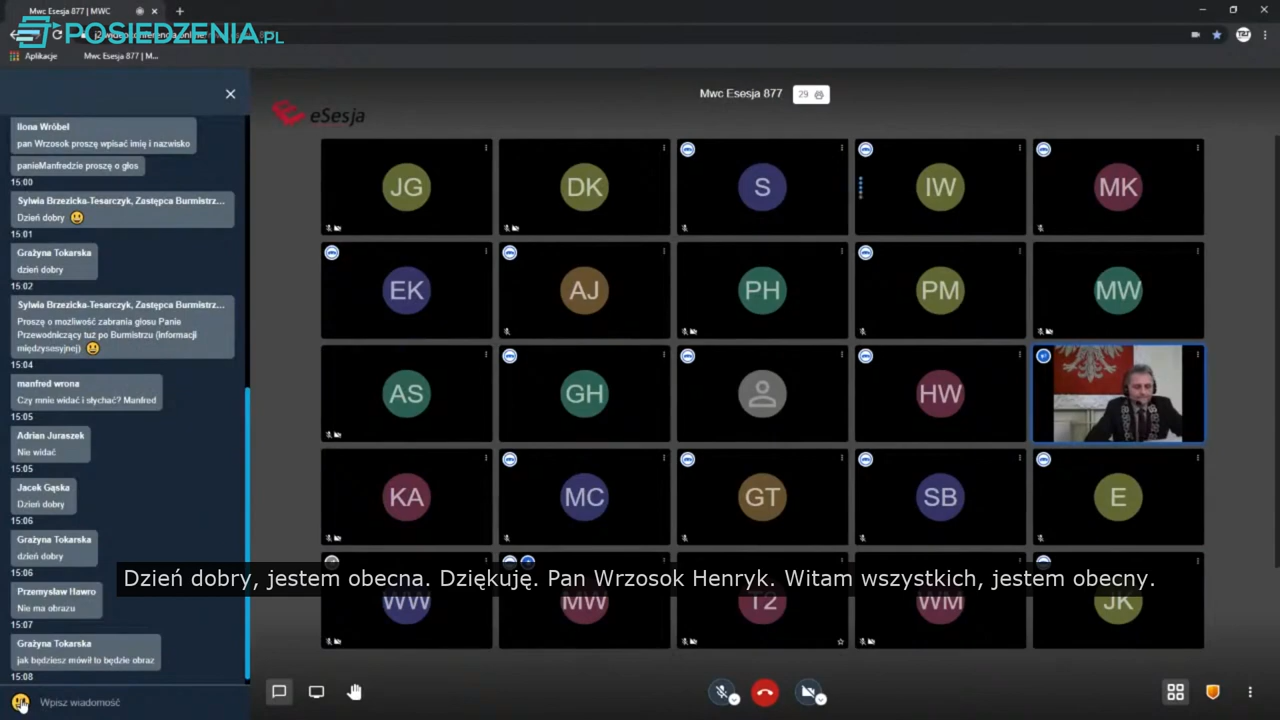 Mwc Esesja 877 | MWC
POSIEDZENIA.PL
Aplikacje
Mwc Esesja 877 | M...
Mwc Esesja 877
29
eSesja
Ilona Wróbel
pan Wrzosok proszę wpisać imię i nazwisko
panieManfredzie proszę o głos
15:00
Sylwia Brzezicka-Tesarczyk, Zastępca Burmistrz...
Dzień dobry
15:01
Grażyna Tokarska
dzień dobry
15:02
Sylwia Brzezicka-Tesarczyk, Zastępca Burmistrz...
Proszę o możliwość zabrania głosu Panie
Przewodniczący tuż po Burmistrzu (informacji
międzysesyjnej)
15:04
manfred wrona
Czy mnie widać i słychać? Manfred
15:05
Adrian Juraszek
Nie widać
15:05
Jacek Gąska
Dzień dobry
15:06
Grażyna Tokarska
dzień dobry
15:06
Przemysław Hawro
Nie ma obrazu
15:07
Grażyna Tokarska
jak będziesz mówił to będzie obraz
15:08
Wpisz wiadomość
JG DK S IW MK
EK AJ PH PM MW
AS GH HW
KA MC GT SB E
WW MW T2 WM JK
Dzień dobry, jestem obecna. Dziękuję. Pan Wrzosok Henryk. Witam wszystkich, jestem obecny.